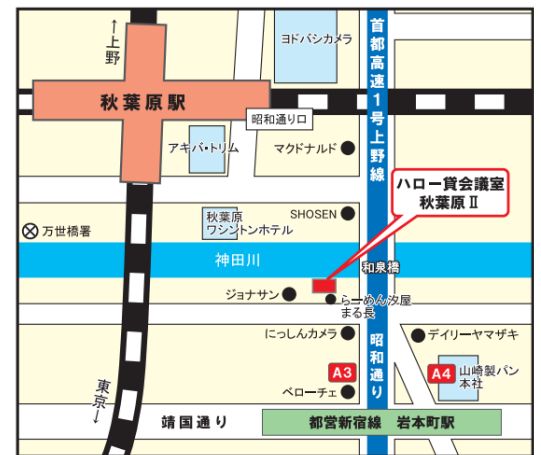 ←上野
ヨドバシカメラ
首都高速1号上野線
秋葉原駅
昭和通り口
アキバ・トリム
マクドナルド
ハロー貸会議室
秋葉原Ⅱ
秋葉原
ワシントンホテル
SHOSEN
万世橋署
神田川
和泉橋
ジョナサン
らーめん汐屋
まる長
にっしんカメラ
昭和通り
デイリーヤマザキ
A3
A4
山崎製パン
本社
東京→
ベローチェ
靖国通り
都営新宿線 岩本町駅